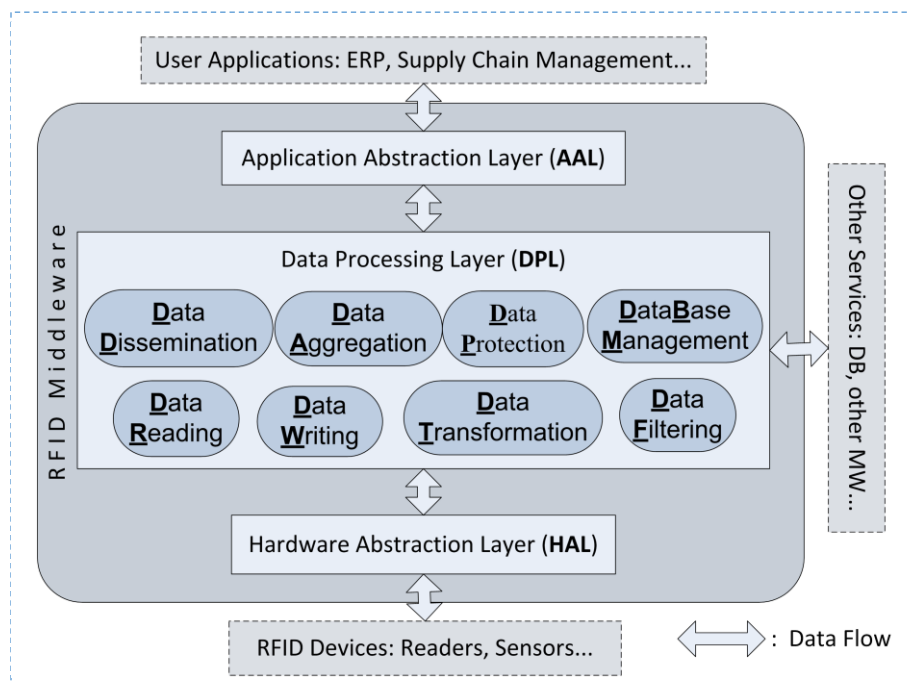 User Applications: ERP, Supply Chain Management...
RFID Middleware
Application Abstraction Layer (AAL)
Data Processing Layer (DPL)
Data
Dissemination
Data
Aggregation
Data
Protection
DataBase
Management
Data
Reading
Data
Writing
Data
Transformation
Data
Filtering
Other Services: DB, other MW...
Hardware Abstraction Layer (HAL)
RFID Devices: Readers, Sensors...
: Data Flow